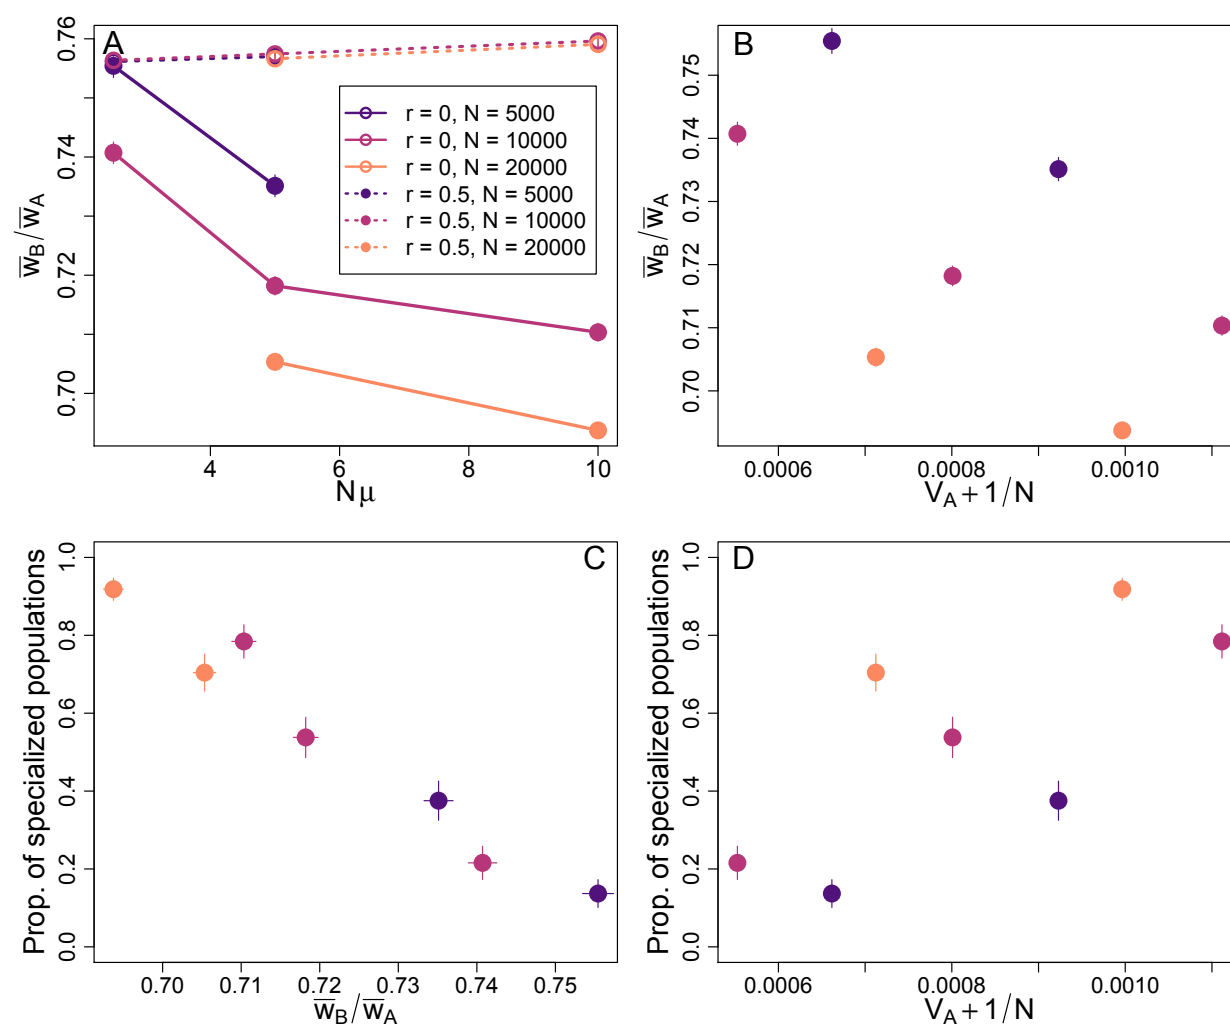 A
w̅B/w̅A
0.70
0.72
0.74
0.76
r = 0, N = 5000
r = 0, N = 10000
r = 0, N = 20000
r = 0.5, N = 5000
r = 0.5, N = 10000
r = 0.5, N = 20000
4
6
8
10
Nμ
B
w̅B/w̅A
0.70
0.71
0.72
0.73
0.74
0.75
0.0006
0.0008
0.0010
VA + 1/N
C
Prop. of specialized populations
0.0
0.2
0.4
0.6
0.8
1.0
0.70
0.71
0.72
0.73
0.74
0.75
w̅B/w̅A
D
Prop. of specialized populations
0.0
0.2
0.4
0.6
0.8
1.0
0.0006
0.0008
0.0010
VA + 1/N